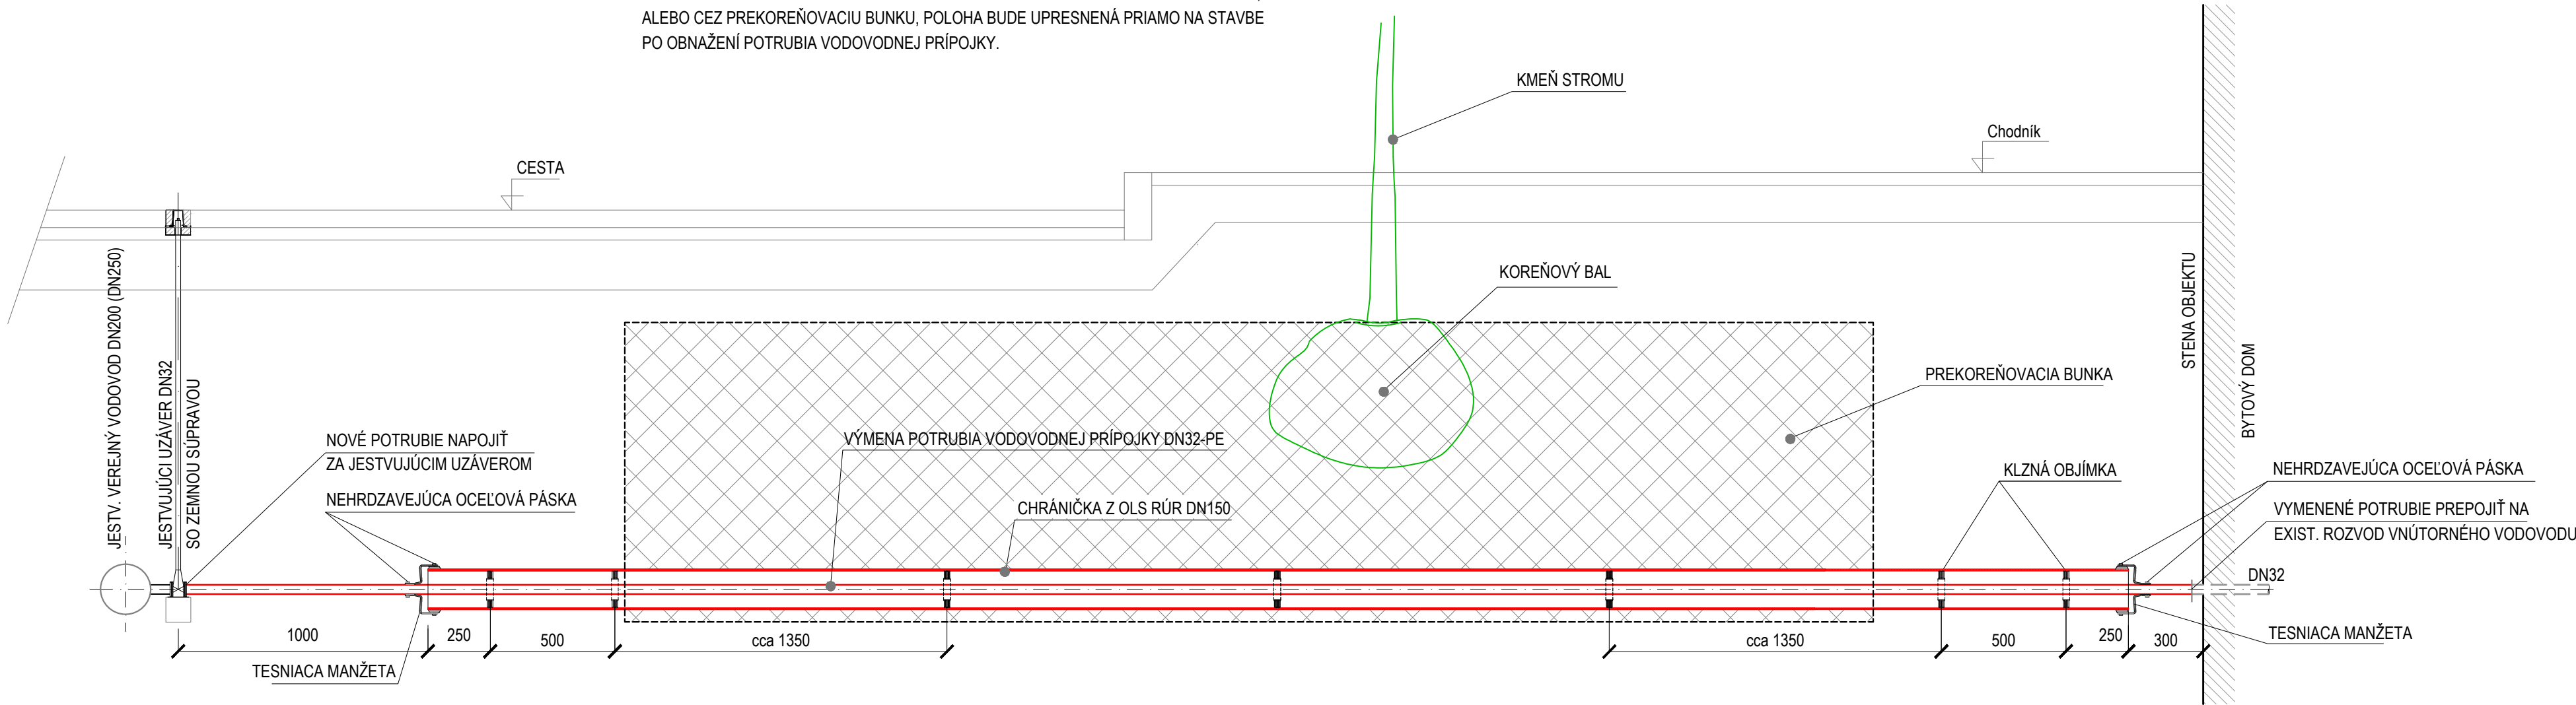 ALEBO CEZ PREKOREŇOVACIU BUNKU, POLOHA BUDE UPRESNENÁ PRIAMO NA STAVBE
PO OBNAŽENÍ POTRUBIA VODOVODNEJ PRÍPOJKY.
KMEŇ STROMU
Chodník
CESTA
KOREŇOVÝ BAL
JESTV. VEREJNÝ VODOVOD DN200 (DN250)
JESTVUJÚCI UZÁVER DN32
SO ZEMNOU SÚPRAVOU
STENA OBJEKTU
BYTOVÝ DOM
PREKOREŇOVACIA BUNKA
NOVÉ POTRUBIE NAPOJIŤ
ZA JESTVUJÚCIM UZÁVEROM
VÝMENA POTRUBIA VODOVODNEJ PRÍPOJKY DN32-PE
KLZNÁ OBJÍMKA
NEHRDZAVEJÚCA OCEĽOVÁ PÁSKA
NEHRDZAVEJÚCA OCEĽOVÁ PÁSKA
CHRÁNIČKA Z OLS RÚR DN150
VYMENENÉ POTRUBIE PREPOJIŤ NA
EXIST. ROZVOD VNÚTORNÉHO VODOVODU
DN32
1000
250
500
cca 1350
cca 1350
500
250
300
TESNIACA MANŽETA
TESNIACA MANŽETA